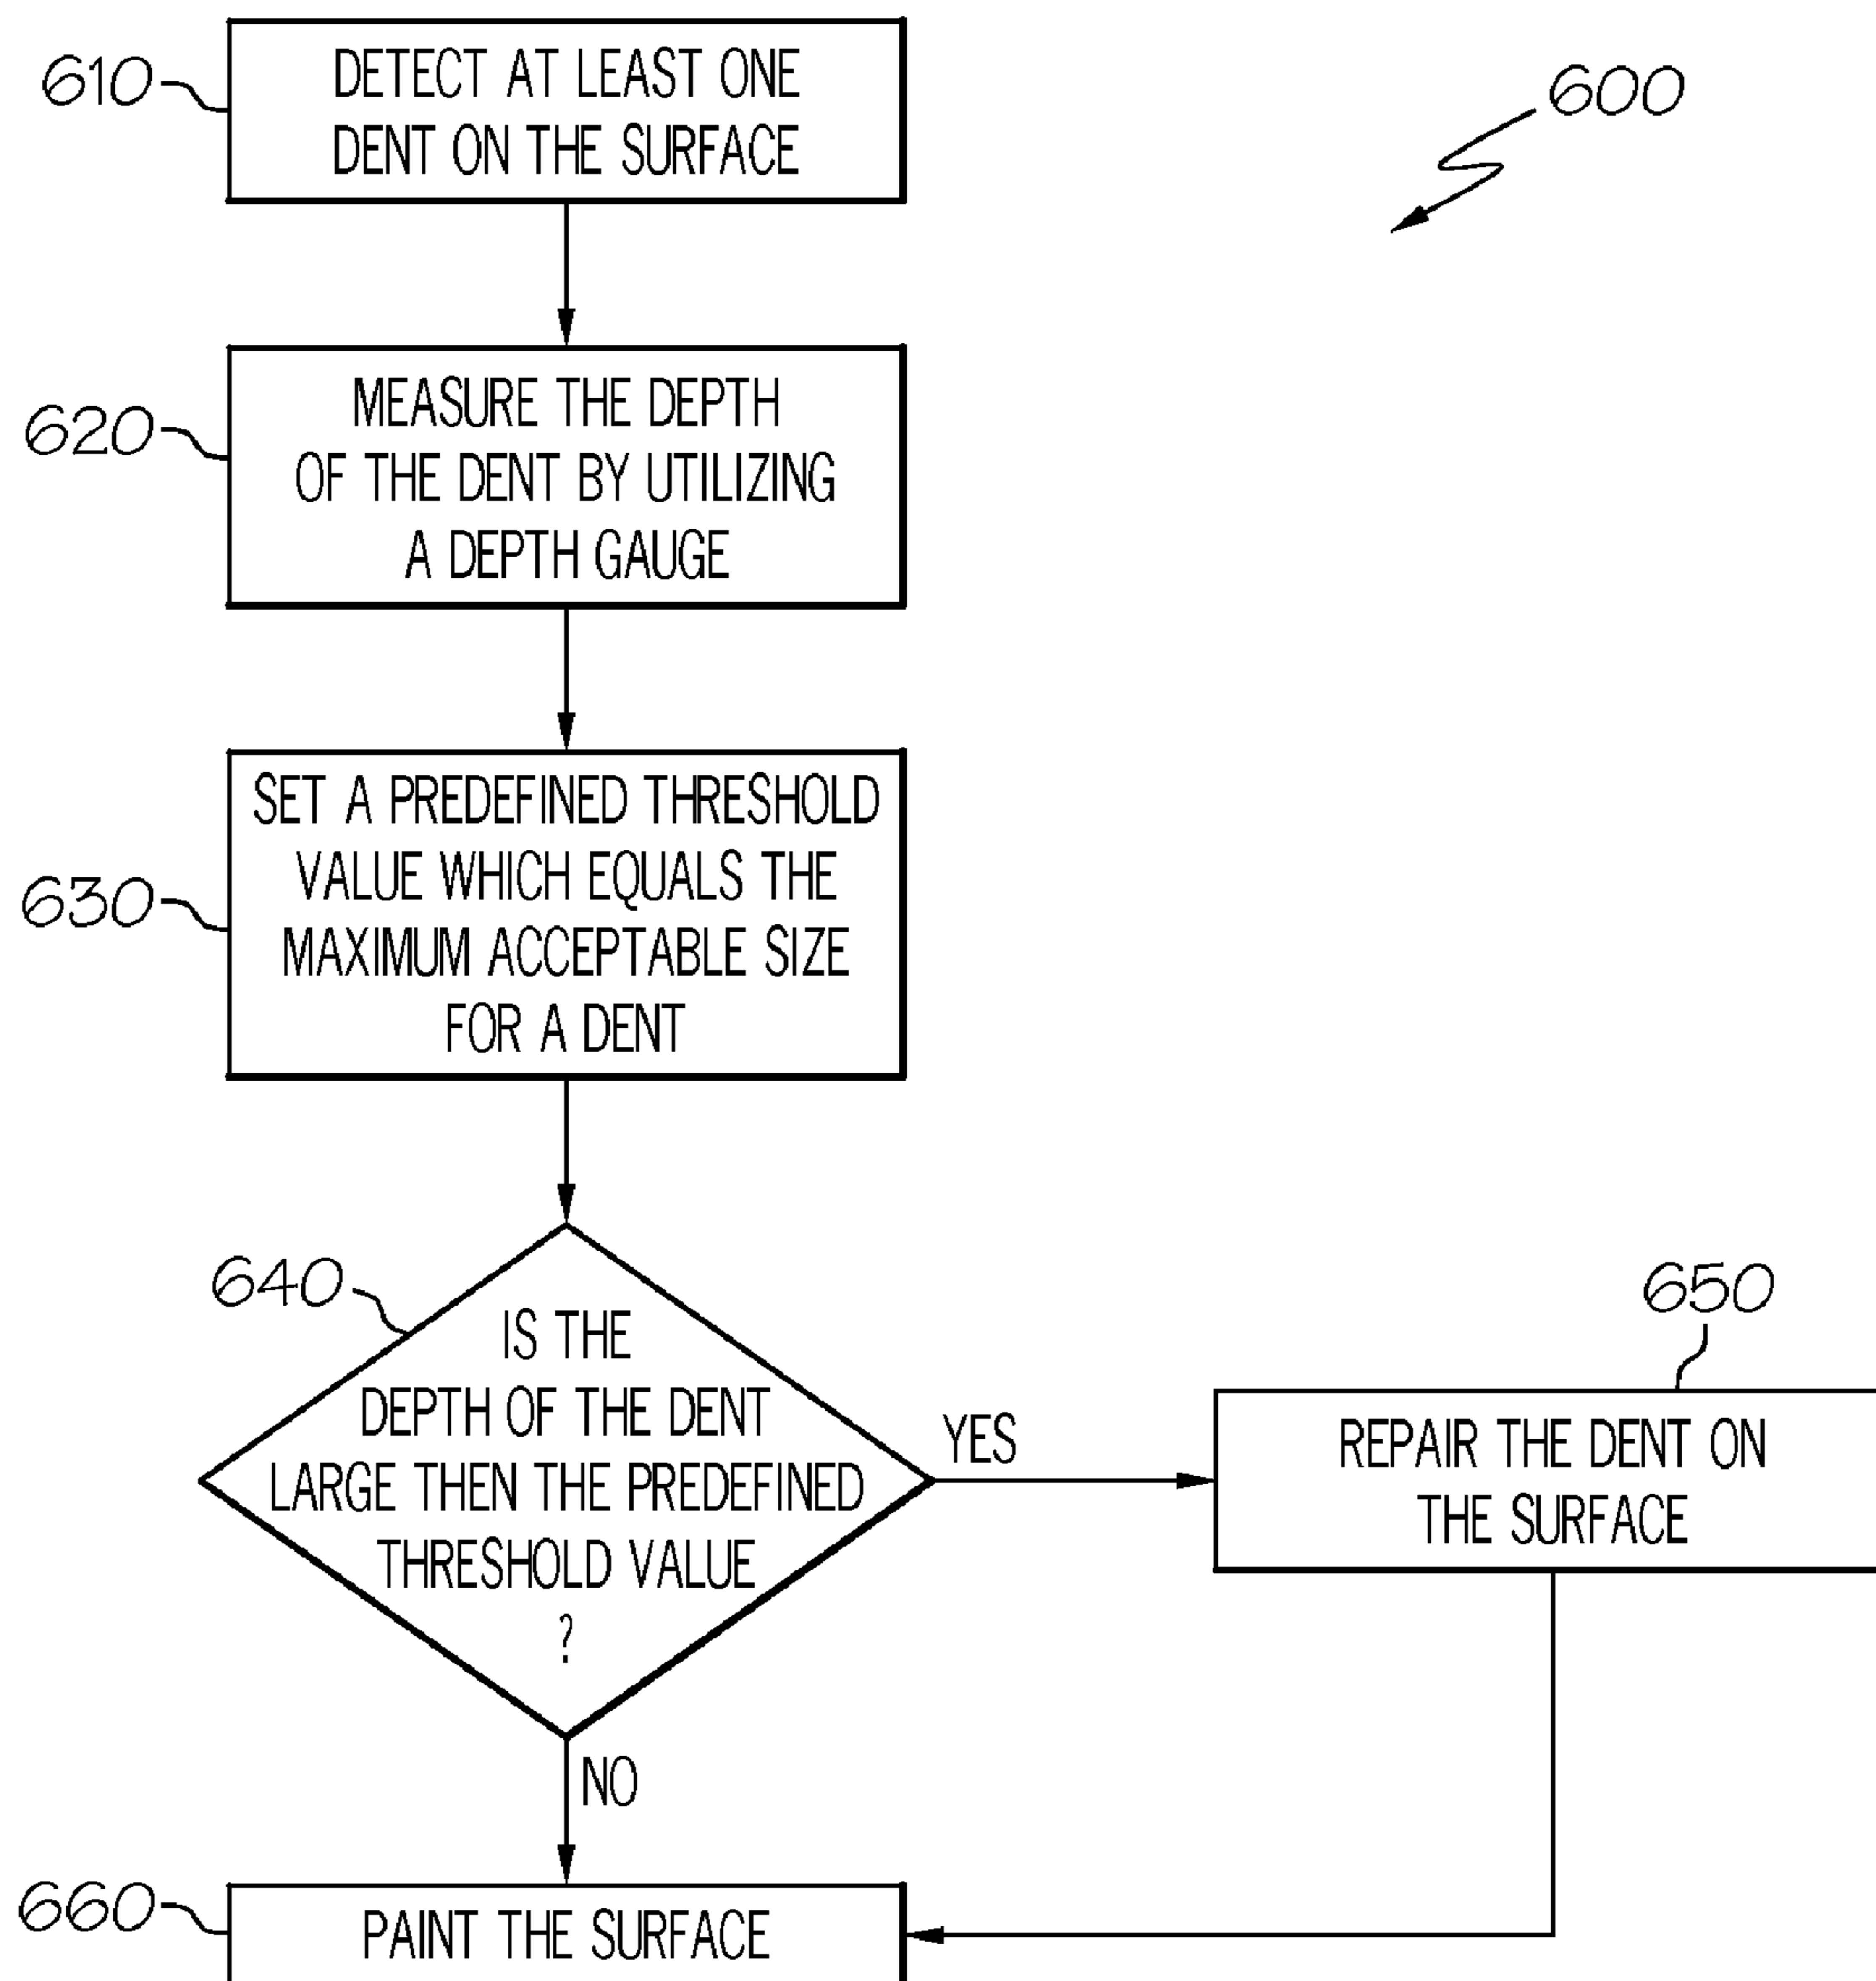 610
DETECT AT LEAST ONE
DENT ON THE SURFACE
600
620
MEASURE THE DEPTH
OF THE DENT BY UTILIZING
A DEPTH GAUGE
630
SET A PREDEFINED THRESHOLD
VALUE WHICH EQUALS THE
MAXIMUM ACCEPTABLE SIZE
FOR A DENT
640
IS THE
DEPTH OF THE DENT
LARGE THEN THE PREDEFINED
THRESHOLD VALUE
?
YES
650
REPAIR THE DENT ON
THE SURFACE
NO
660
PAINT THE SURFACE